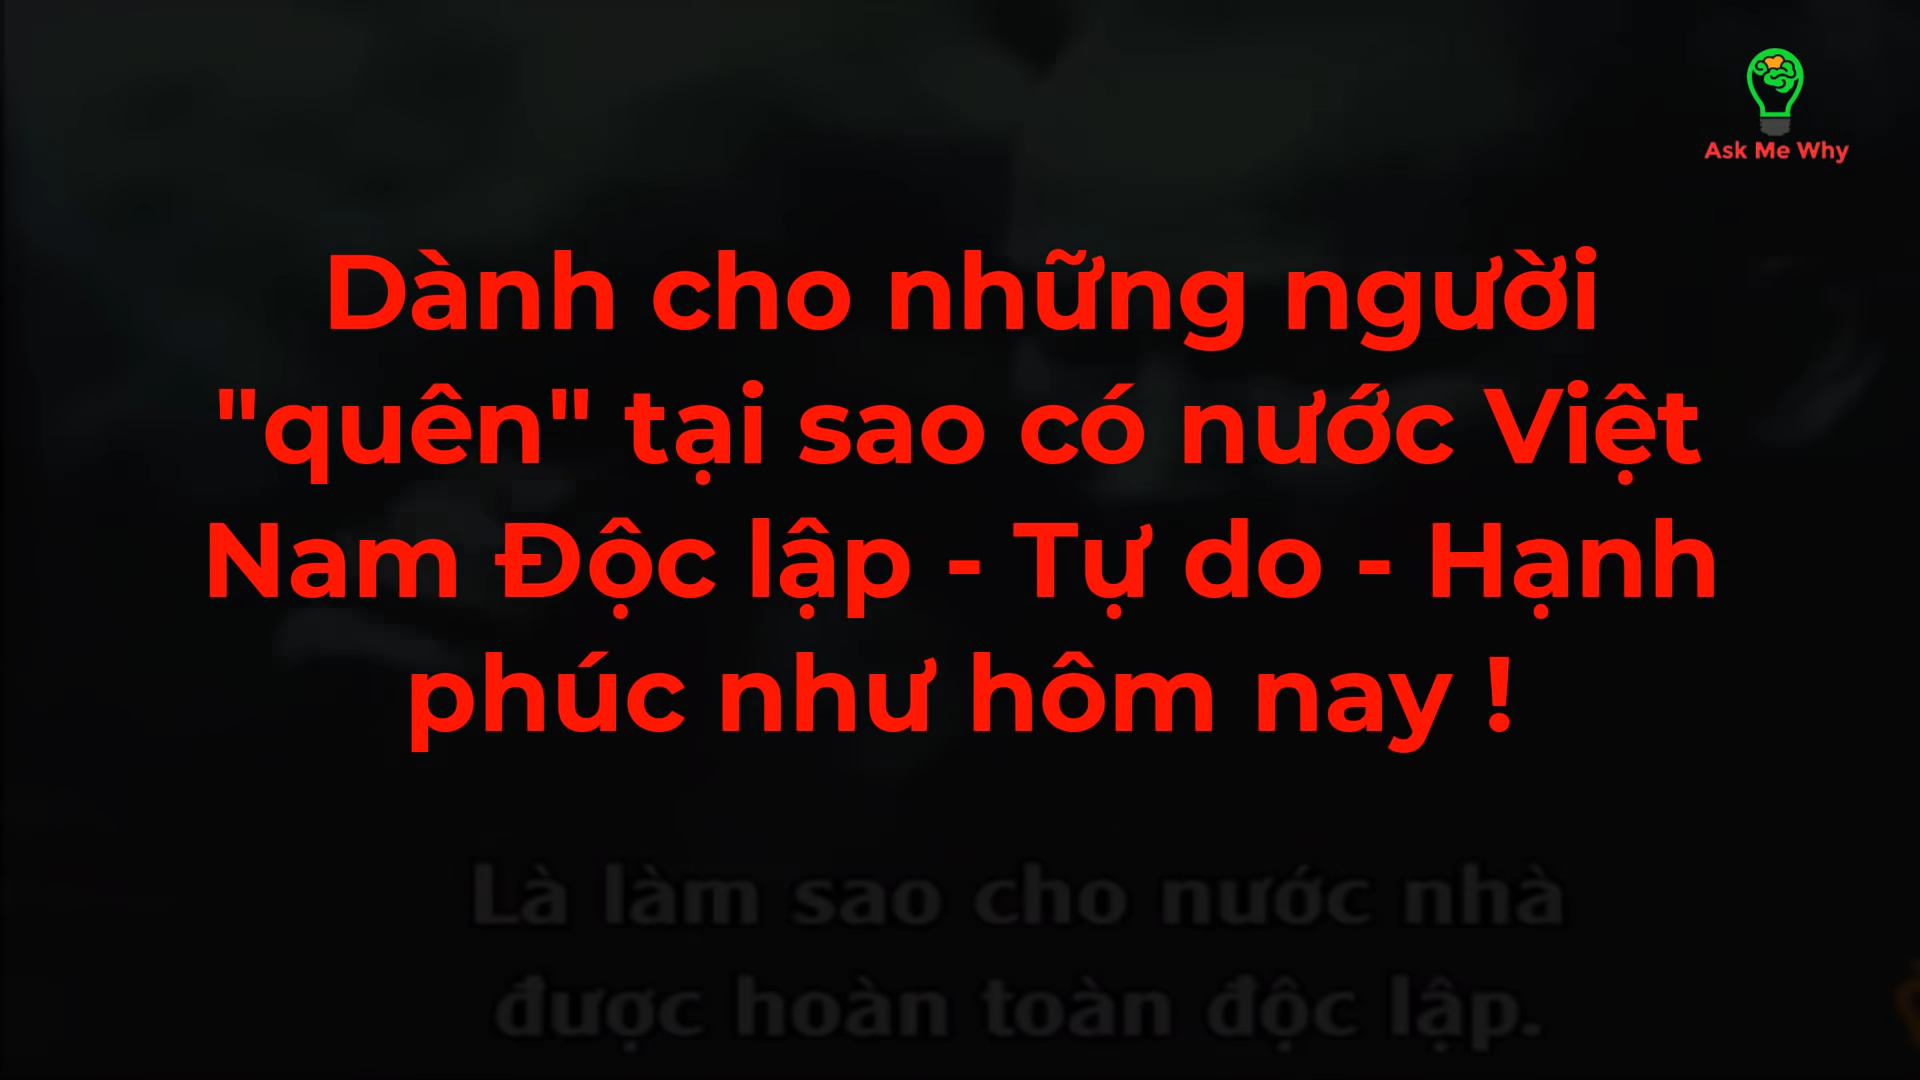 Ask Me Why
Dành cho những người
"quên" tại sao có nước Việt
Nam Độc lập - Tự do - Hạnh
phúc như hôm nay !
Là làm sao cho nước nhà
được hoàn toàn độc lập.